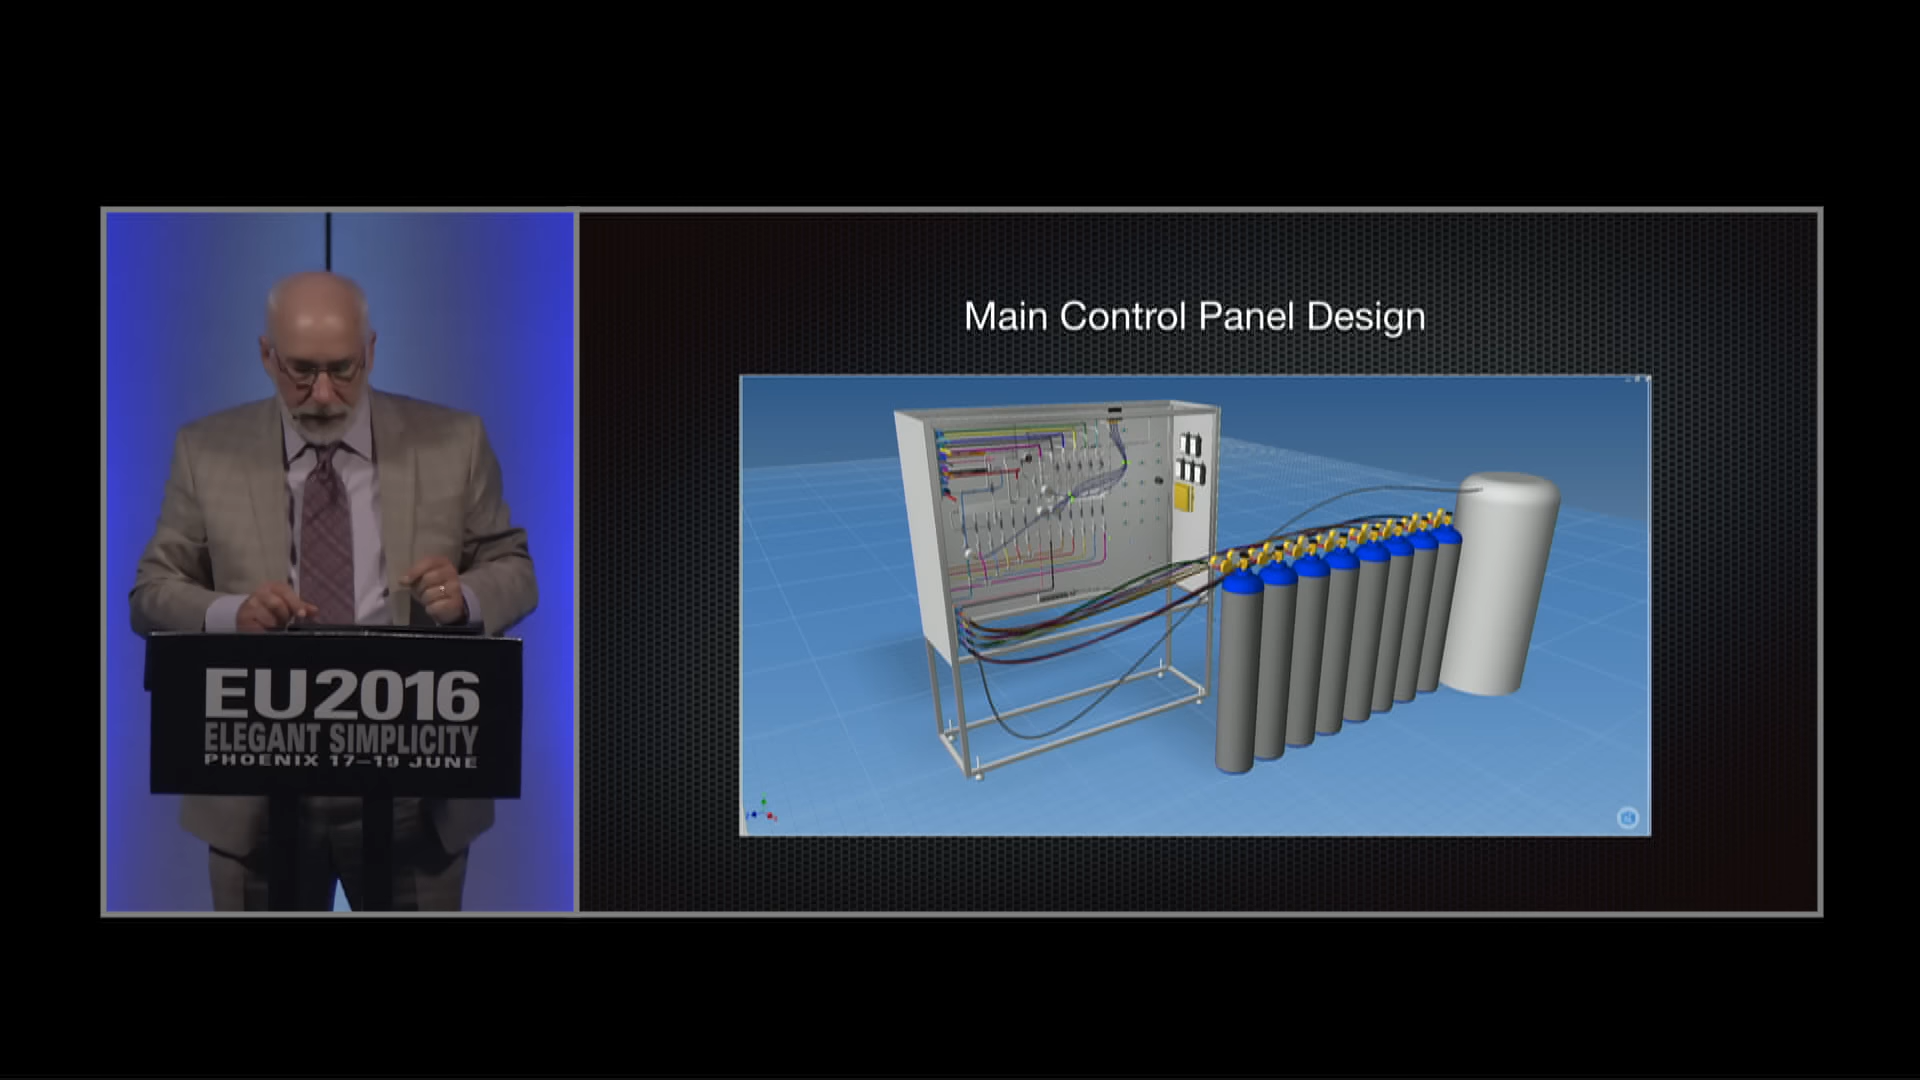 Main Control Panel Design
EU2016
ELEGANT SIMPLICITY
PHOENIX 17–19 JUNE